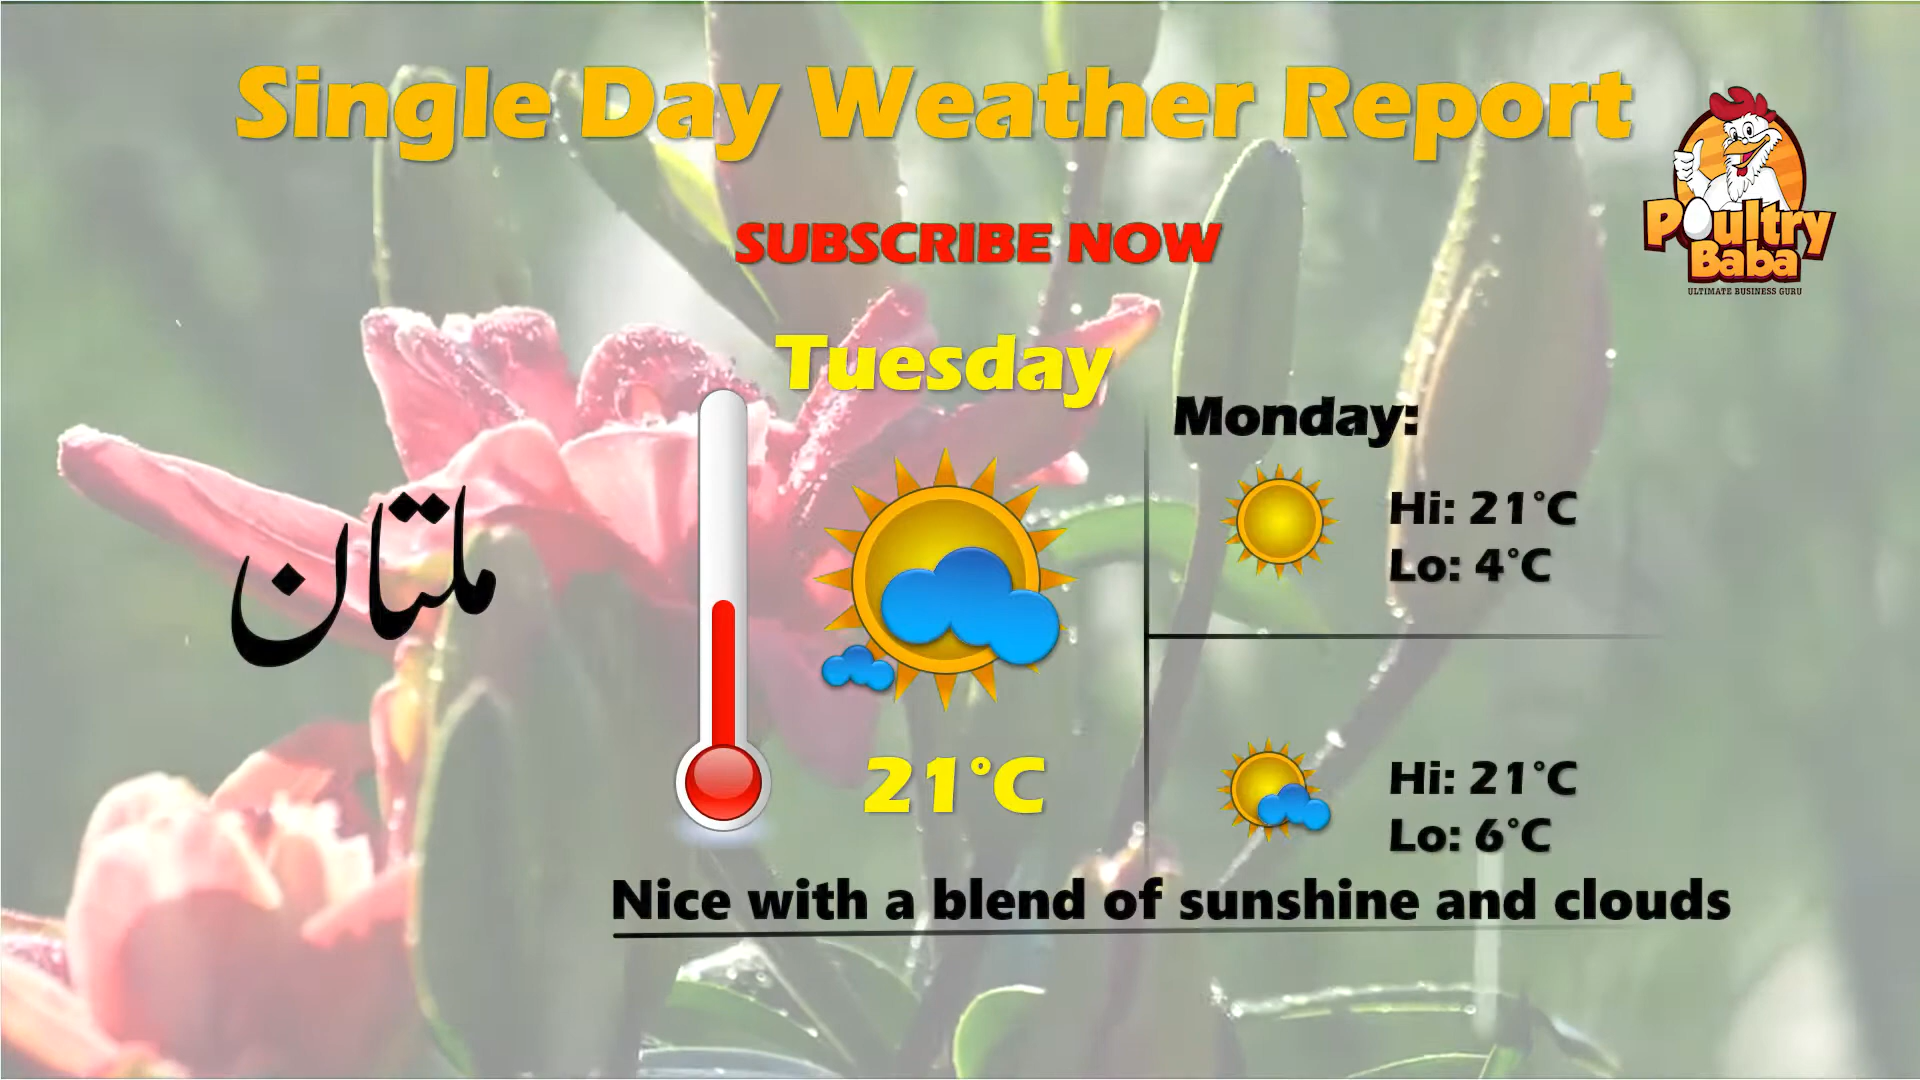 Single Day Weather Report
Poultry
Baba
ULTIMATE BUSINESS GURU
SUBSCRIBE NOW
Tuesday
Monday:
Hi: 21°C
Lo: 4°C
ملتان
21°C
Hi: 21°C
Lo: 6°C
Nice with a blend of sunshine and clouds